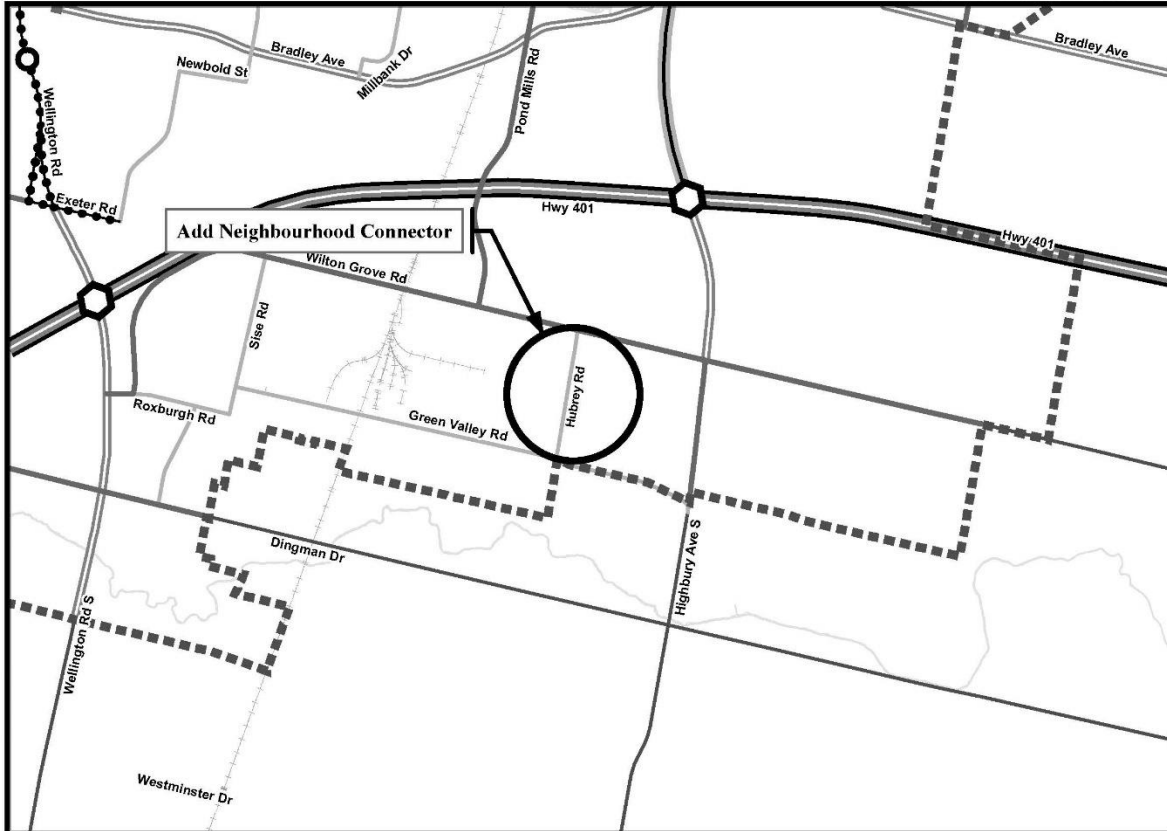 Bradley Ave
Bradley Ave
Millbank Dr
Newbold St
Pond Mills Rd
Wellington Rd
Exeter Rd
Hwy 401
Add Neighbourhood Connector
Hwy 401
Wilton Grove Rd
Sise Rd
Hubrey Rd
Roxburgh Rd
Green Valley Rd
Dingman Dr
Highbury Ave S
Wellington Rd S
Westminster Dr